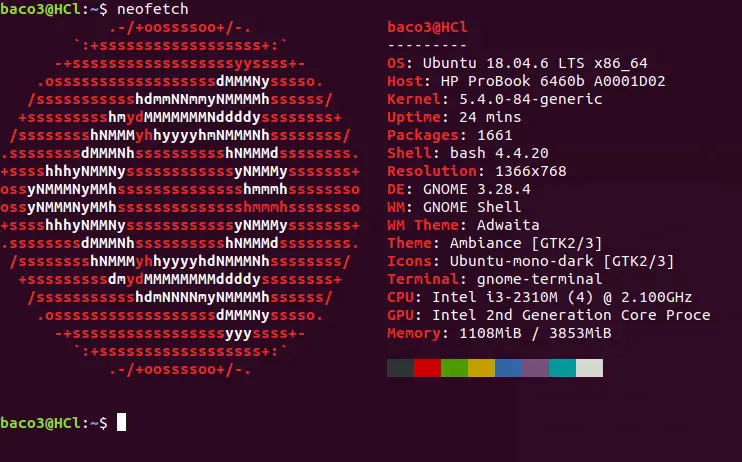 baco3@HCl:~$ neofetch
.-/+oossssoo+/-. baco3@HCl
`:+ssssssssssssssssss+:` ---------
-+ssssssssssssssssssyyssss+- OS: Ubuntu 18.04.6 LTS x86_64
.ossssssssssssssssssdMMMNysssso. Host: HP ProBook 6460b A0001D02
/ssssssssssshdmmNNmmyNMMMMhssssss/ Kernel: 5.4.0-84-generic
+ssssssssshmydMMMMMMMNddddyssssssss+ Uptime: 24 mins
/sssssssshNMMMyhhyyyyhmNMMMNhssssssss/ Packages: 1661
.ssssssssdMMMNhsssssssssshNMMMdssssssss. Shell: bash 4.4.20
+sssshhhyNMMNyssssssssssssyNMMMysssssss+ Resolution: 1366x768
ossyNMMMNyMMhsssssssssssssshmmmhssssssso DE: GNOME 3.28.4
ossyNMMMNyMMhsssssssssssssshmmmhssssssso WM: GNOME Shell
+sssshhhyNMMNyssssssssssssyNMMMysssssss+ WM Theme: Adwaita
.ssssssssdMMMNhsssssssssshNMMMdssssssss. Theme: Ambiance [GTK2/3]
/sssssssshNMMMyhhyyyyhdNMMMNhssssssss/ Icons: Ubuntu-mono-dark [GTK2/3]
+sssssssssdmydMMMMMMMMddddyssssssss+ Terminal: gnome-terminal
/ssssssssssshdmNNNNmyNMMMMhssssss/ CPU: Intel i3-2310M (4) @ 2.100GHz
.ossssssssssssssssssdMMMNysssso. GPU: Intel 2nd Generation Core Proce
-+sssssssssssssssssyyyssss+- Memory: 1108MiB / 3853MiB
`:+ssssssssssssssssss+:`
.-/+oossssoo+/-.
baco3@HCl:~$